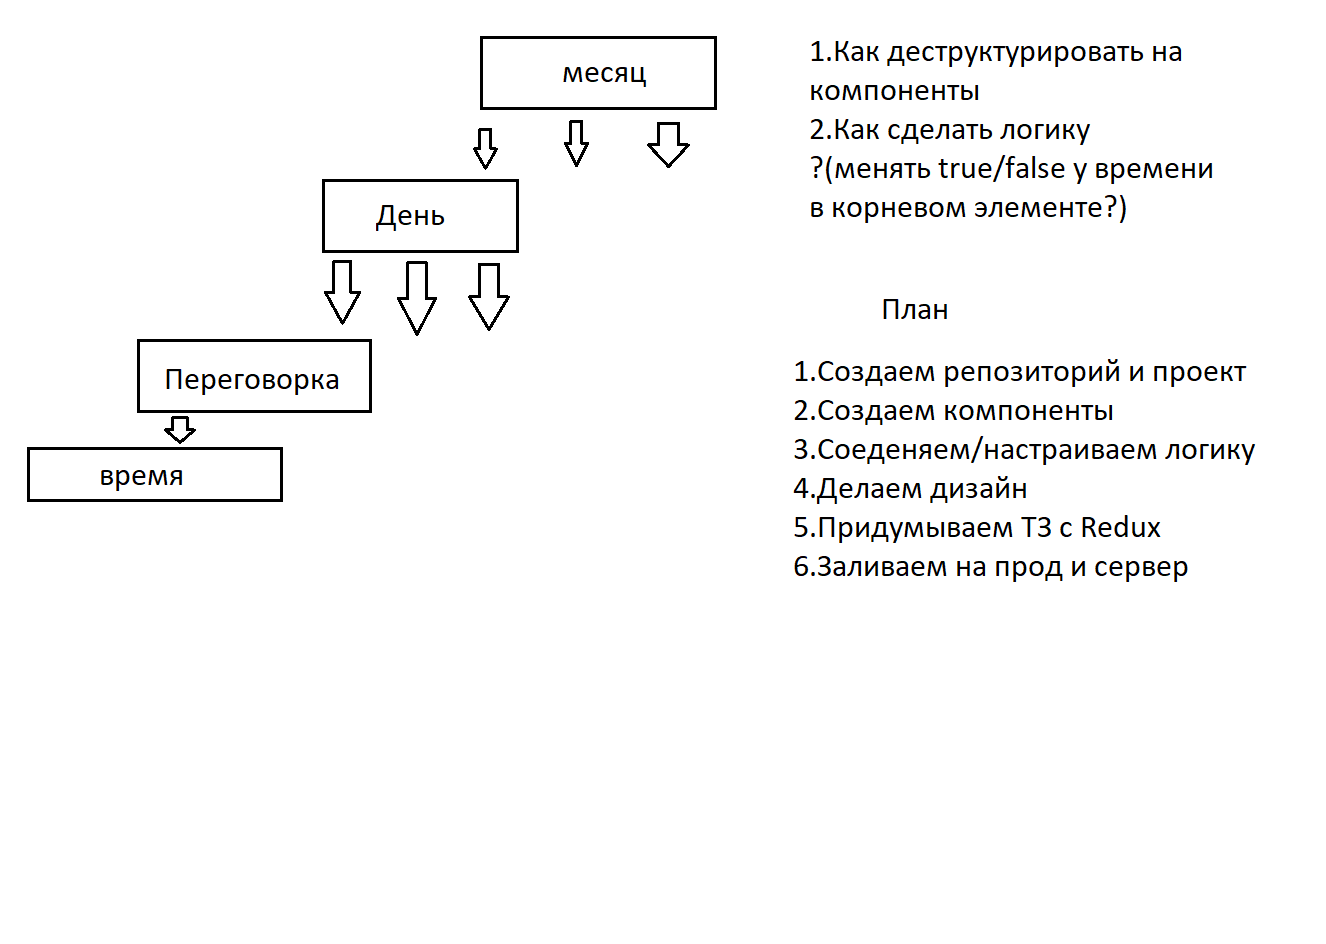 месяц
День
Переговорка
время
1.Как деструктурировать на
компоненты
2.Как сделать логику
?(менять true/false у времени
в корневом элементе?)
План
1.Создаем репозиторий и проект
2.Создаем компоненты
3.Соеденяем/настраиваем логику
4.Делаем дизайн
5.Придумываем ТЗ с Redux
6.Заливаем на прод и сервер